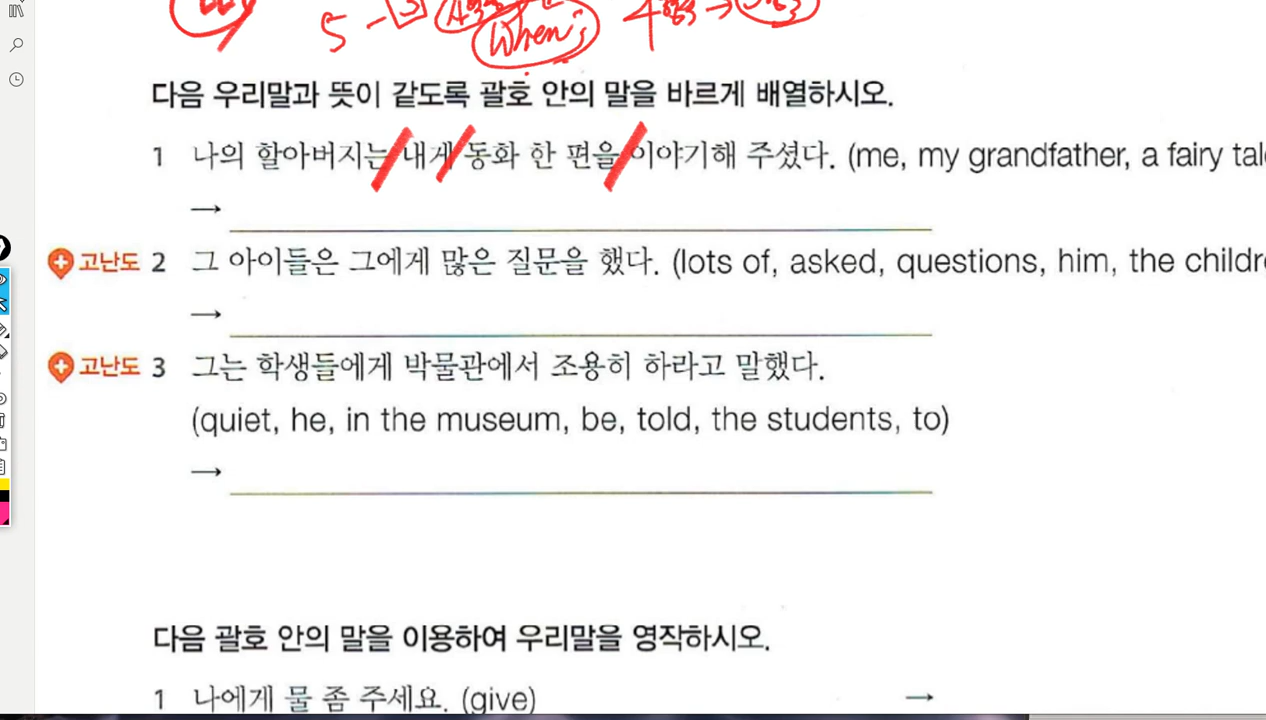 5 - 3
When;
다음 우리말과 뜻이 같도록 괄호 안의 말을 바르게 배열하시오.
1 나의 할아버지는 내게 동화 한 편을 이야기해 주셨다. (me, my grandfather, a fairy
→
고난도 2 그 아이들은 그에게 많은 질문을 했다. (lots of, asked, questions, him, the
→
고난도 3 그는 학생들에게 박물관에서 조용히 하라고 말했다.
(quiet, he, in the museum, be, told, the students, to)
→
다음 괄호 안의 말을 이용하여 우리말을 영작하시오.
1 나에게 물 좀 주세요. (give) →